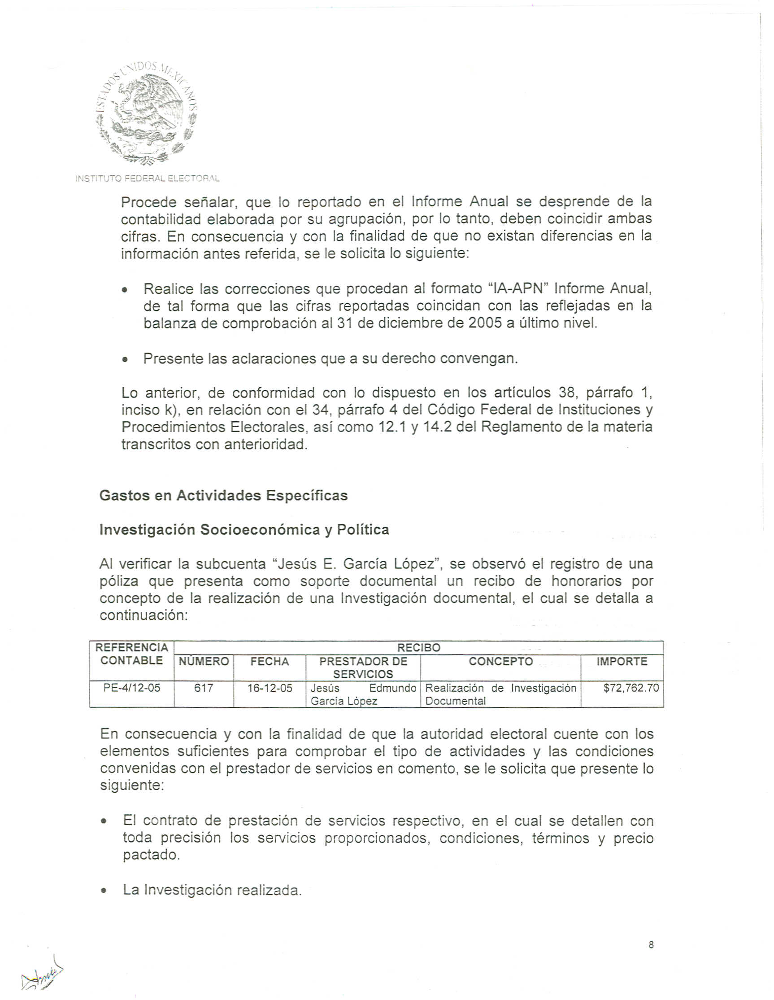 ESTADOS UNIDOS MEXICANOS
INSTITUTO FEDERAL ELECTORAL
Procede señalar, que lo reportado en el Informe Anual se desprende de la
contabilidad elaborada por su agrupación, por lo tanto, deben coincidir ambas
cifras. En consecuencia y con la finalidad de que no existan diferencias en la
información antes referida, se le solicita lo siguiente:
• Realice las correcciones que procedan al formato “IA-APN” Informe Anual,
de tal forma que las cifras reportadas coincidan con las reflejadas en la
balanza de comprobación al 31 de diciembre de 2005 a último nivel.
• Presente las aclaraciones que a su derecho convengan.
Lo anterior, de conformidad con lo dispuesto en los artículos 38, párrafo 1,
inciso k), en relación con el 34, párrafo 4 del Código Federal de Instituciones y
Procedimientos Electorales, así como 12.1 y 14.2 del Reglamento de la materia
transcritos con anterioridad.
Gastos en Actividades Específicas
Investigación Socioeconómica y Política
Al verificar la subcuenta “Jesús E. García López”, se observó el registro de una
póliza que presenta como soporte documental un recibo de honorarios por
concepto de la realización de una Investigación documental, el cual se detalla a
continuación:
REFERENCIA RECIBO
CONTABLE NÚMERO FECHA PRESTADOR DE CONCEPTO IMPORTE
SERVICIOS
PE-4/12-05 617 16-12-05 Jesús Edmundo Realización de Investigación $72,762.70
García López Documental
En consecuencia y con la finalidad de que la autoridad electoral cuente con los
elementos suficientes para comprobar el tipo de actividades y las condiciones
convenidas con el prestador de servicios en comento, se le solicita que presente lo
siguiente:
• El contrato de prestación de servicios respectivo, en el cual se detallen con
toda precisión los servicios proporcionados, condiciones, términos y precio
pactado.
• La Investigación realizada.
8